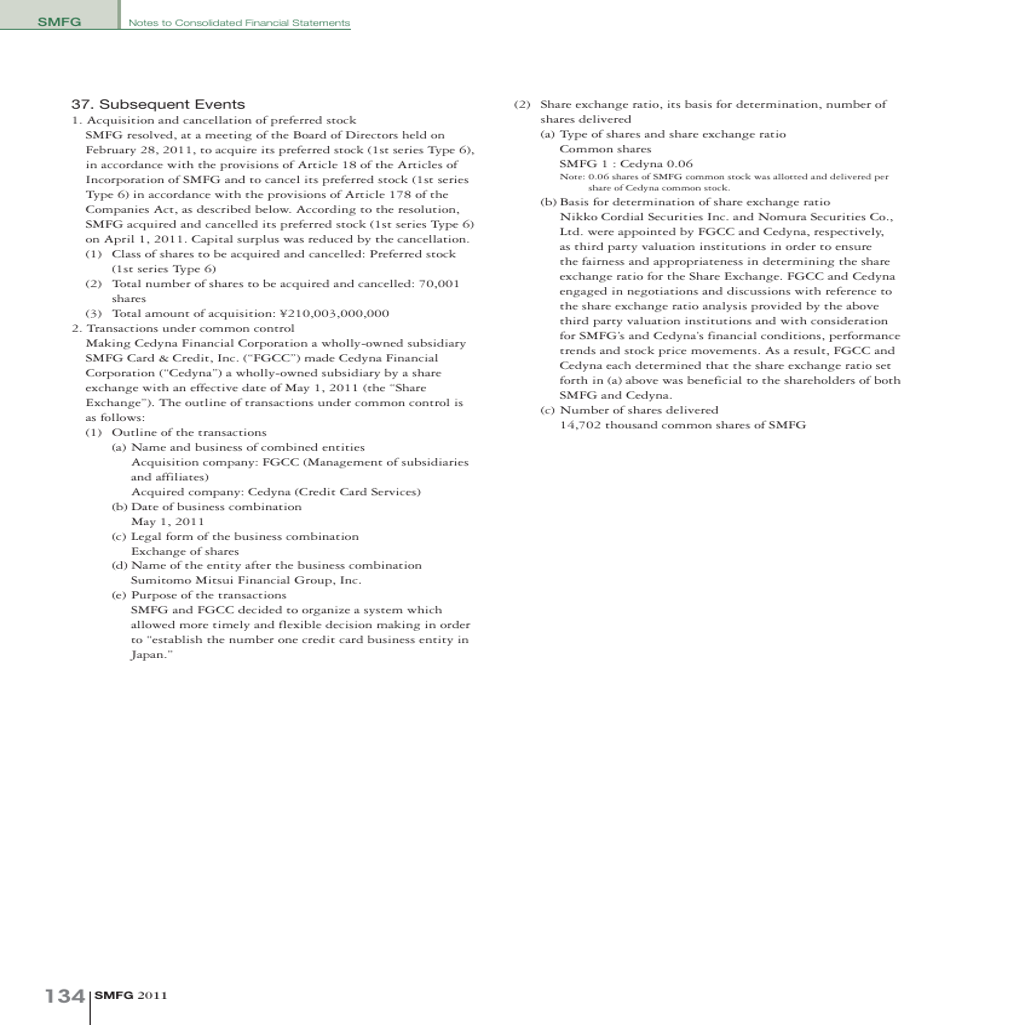 SMFG
Notes to Consolidated Financial Statements
37. Subsequent Events
1. Acquisition and cancellation of preferred stock
SMFG resolved, at a meeting of the Board of Directors held on
February 28, 2011, to acquire its preferred stock (1st series Type 6),
in accordance with the provisions of Article 18 of the Articles of
Incorporation of SMFG and to cancel its preferred stock (1st series
Type 6) in accordance with the provisions of Article 178 of the
Companies Act, as described below. According to the resolution,
SMFG acquired and cancelled its preferred stock (1st series Type 6)
on April 1, 2011. Capital surplus was reduced by the cancellation.
(1) Class of shares to be acquired and cancelled: Preferred stock
(1st series Type 6)
(2) Total number of shares to be acquired and cancelled: 70,001
shares
(3) Total amount of acquisition: ¥210,003,000,000
2. Transactions under common control
Making Cedyna Financial Corporation a wholly-owned subsidiary
SMFG Card & Credit, Inc. (“FGCC”) made Cedyna Financial
Corporation (“Cedyna”) a wholly-owned subsidiary by a share
exchange with an effective date of May 1, 2011 (the “Share
Exchange”). The outline of transactions under common control is
as follows:
(1) Outline of the transactions
(a) Name and business of combined entities
Acquisition company: FGCC (Management of subsidiaries
and affiliates)
Acquired company: Cedyna (Credit Card Services)
(b) Date of business combination
May 1, 2011
(c) Legal form of the business combination
Exchange of shares
(d) Name of the entity after the business combination
Sumitomo Mitsui Financial Group, Inc.
(e) Purpose of the transactions
SMFG and FGCC decided to organize a system which
allowed more timely and flexible decision making in order
to “establish the number one credit card business entity in
Japan.”
(2) Share exchange ratio, its basis for determination, number of
shares delivered
(a) Type of shares and share exchange ratio
Common shares
SMFG 1 : Cedyna 0.06
Note: 0.06 shares of SMFG common stock was allotted and delivered per
share of Cedyna common stock.
(b) Basis for determination of share exchange ratio
Nikko Cordial Securities Inc. and Nomura Securities Co.,
Ltd. were appointed by FGCC and Cedyna, respectively,
as third party valuation institutions in order to ensure
the fairness and appropriateness in determining the share
exchange ratio for the Share Exchange. FGCC and Cedyna
engaged in negotiations and discussions with reference to
the share exchange ratio analysis provided by the above
third party valuation institutions and with consideration
for SMFG’s and Cedyna’s financial conditions, performance
trends and stock price movements. As a result, FGCC and
Cedyna each determined that the share exchange ratio set
forth in (a) above was beneficial to the shareholders of both
SMFG and Cedyna.
(c) Number of shares delivered
14,702 thousand common shares of SMFG
134 SMFG 2011